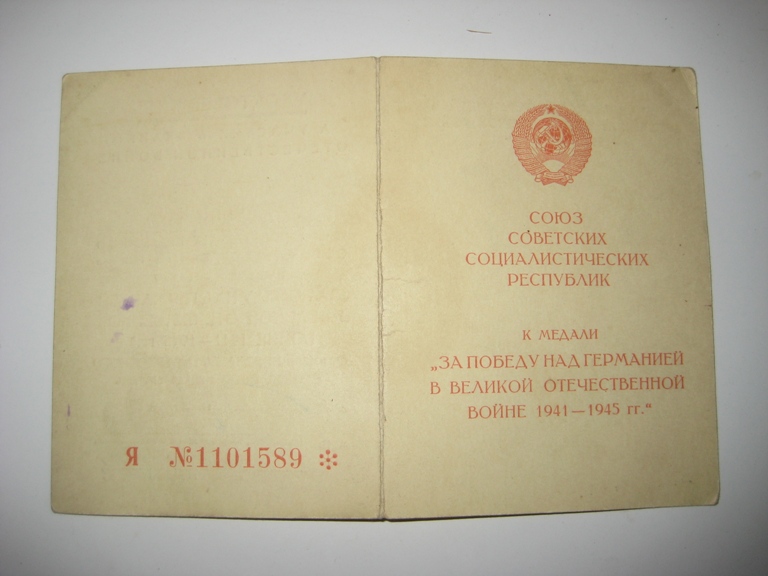 Я №1101589
СОЮЗ
СОВЕТСКИХ
СОЦИАЛИСТИЧЕСКИХ
РЕСПУБЛИК
К МЕДАЛИ
„ЗА ПОБЕДУ НАД ГЕРМАНИЕЙ
В ВЕЛИКОЙ ОТЕЧЕСТВЕННОЙ
ВОЙНЕ 1941—1945 гг.“